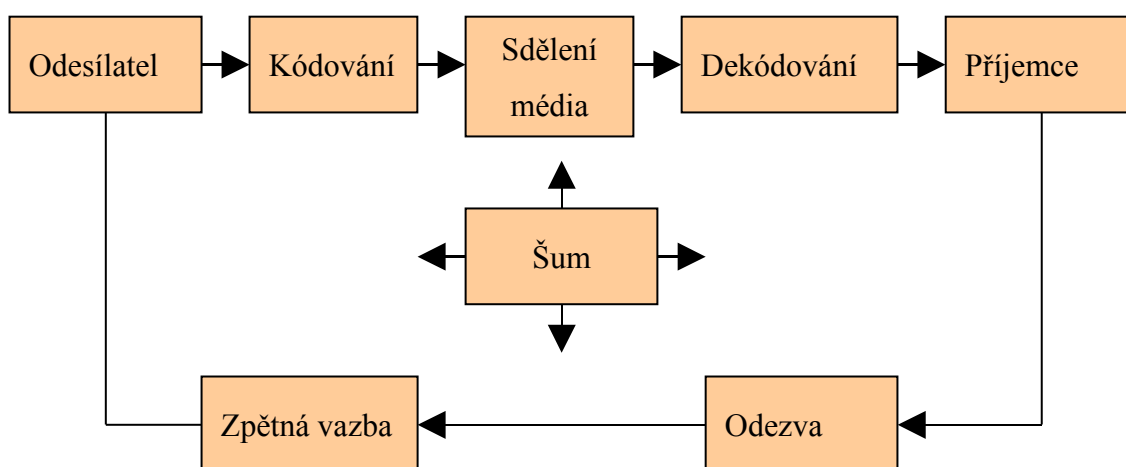 Odesílatel
Kódování
Sdělení
média
Dekódování
Příjemce
Šum
Zpětná vazba
Odezva